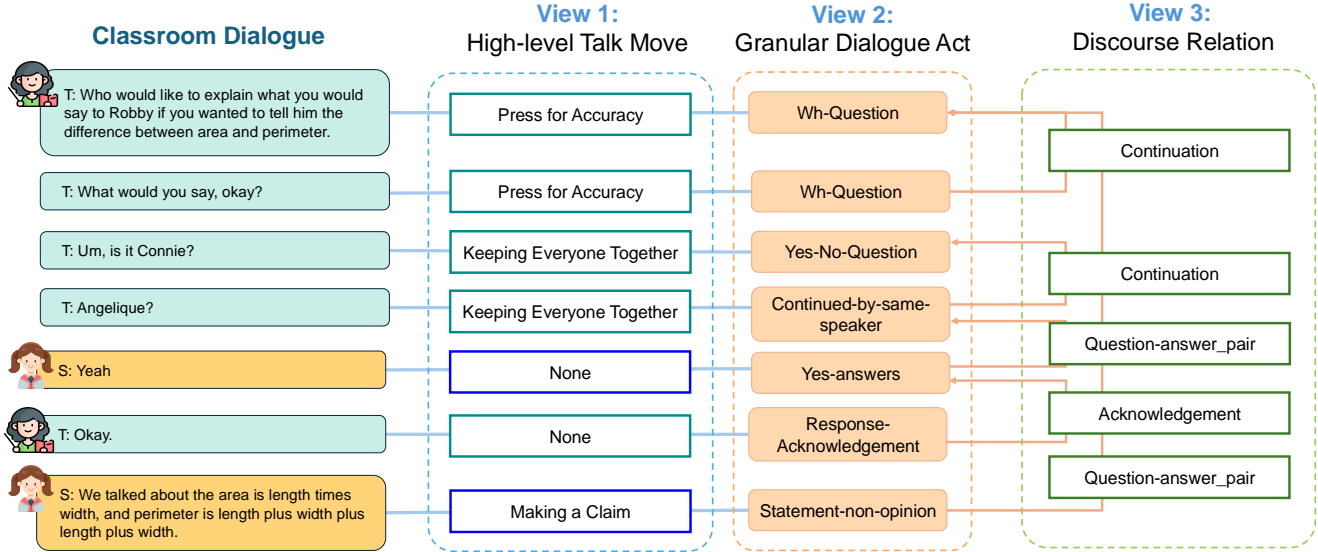 Classroom Dialogue
View 1:
High-level Talk Move
View 2:
Granular Dialogue Act
View 3:
Discourse Relation
T: Who would like to explain what you would
say to Robby if you wanted to tell him the
difference between area and perimeter.
Press for Accuracy
Wh-Question
Continuation
T: What would you say, okay?
Press for Accuracy
Wh-Question
T: Um, is it Connie?
Keeping Everyone Together
Yes-No-Question
Continuation
T: Angelique?
Keeping Everyone Together
Continued-by-same-
speaker
Question-answer_pair
S: Yeah
None
Yes-answers
Acknowledgement
T: Okay.
None
Response-
Acknowledgement
Question-answer_pair
S: We talked about the area is length times
width, and perimeter is length plus width plus
length plus width.
Making a Claim
Statement-non-opinion